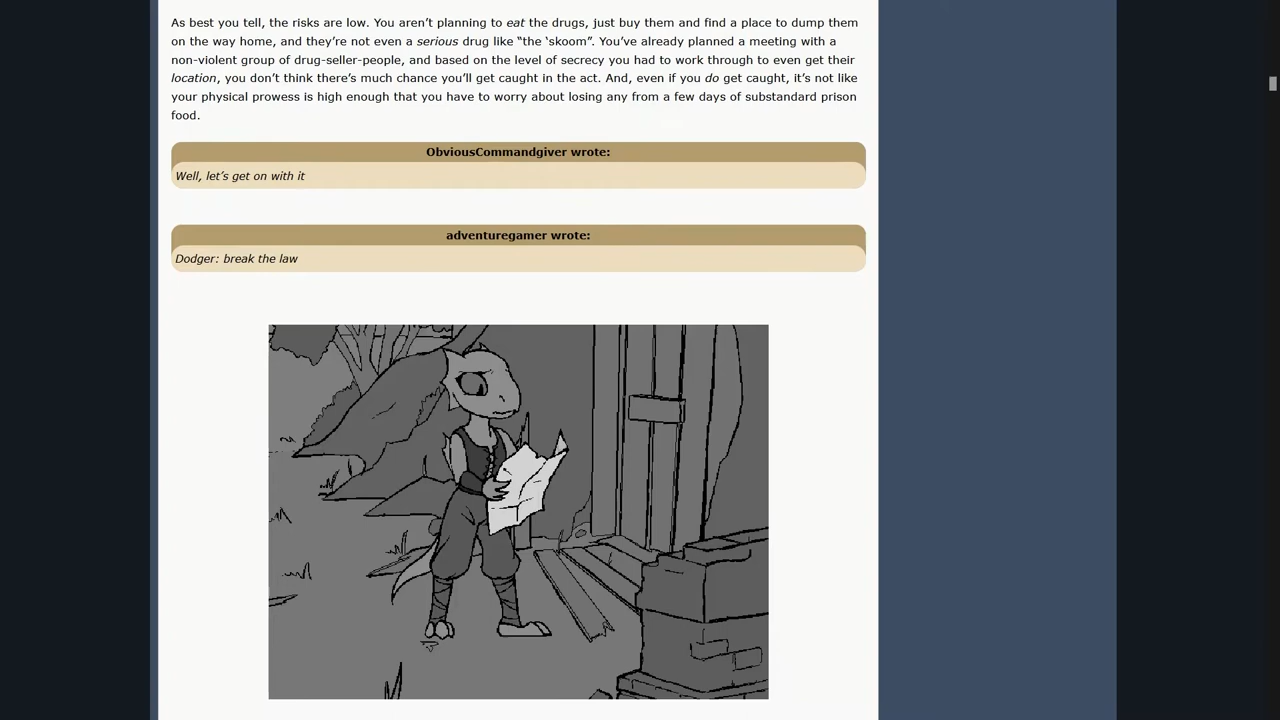 As best you tell, the risks are low. You aren’t planning to eat the drugs, just buy them and find a place to dump them
on the way home, and they’re not even a serious drug like “the ‘skoom”. You’ve already planned a meeting with a
non-violent group of drug-seller-people, and based on the level of secrecy you had to work through to even get their
location, you don’t think there’s much chance you’ll get caught in the act. And, even if you do get caught, it’s not like
your physical prowess is high enough that you have to worry about losing any from a few days of substandard prison
food.
ObviousCommandgiver wrote:
Well, let’s get on with it
adventuregamer wrote:
Dodger: break the law